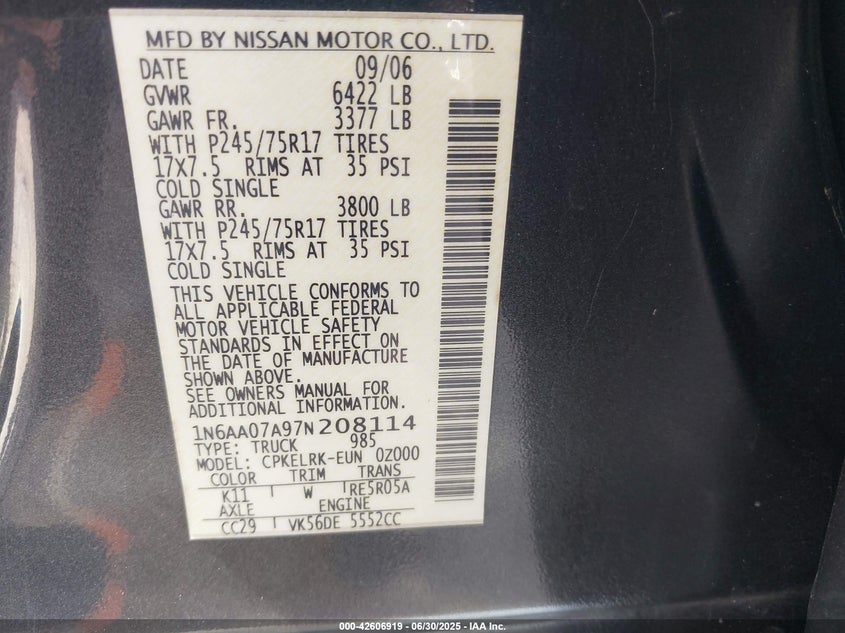 MFD BY NISSAN MOTOR CO., LTD.
DATE 09/06
GVWR 6422 LB
GAWR FR. 3377 LB
WITH P245/75R17 TIRES
17X7.5 RIMS AT 35 PSI
COLD SINGLE
GAWR RR. 3800 LB
WITH P245/75R17 TIRES
17X7.5 RIMS AT 35 PSI
COLD SINGLE
THIS VEHICLE CONFORMS TO
ALL APPLICABLE FEDERAL
MOTOR VEHICLE SAFETY
STANDARDS IN EFFECT ON
THE DATE OF MANUFACTURE
SHOWN ABOVE.
SEE OWNERS MANUAL FOR
ADDITIONAL INFORMATION.
1N6AA07A97N208114
TYPE: TRUCK 985
MODEL: CPKELRK-EUN 0Z000
COLOR TRIM TRANS
K11 W RE5R05A
AXLE ENGINE
CC29 VK56DE 5552CC
000-42606919 - 06/30/2025 - IAA Inc.